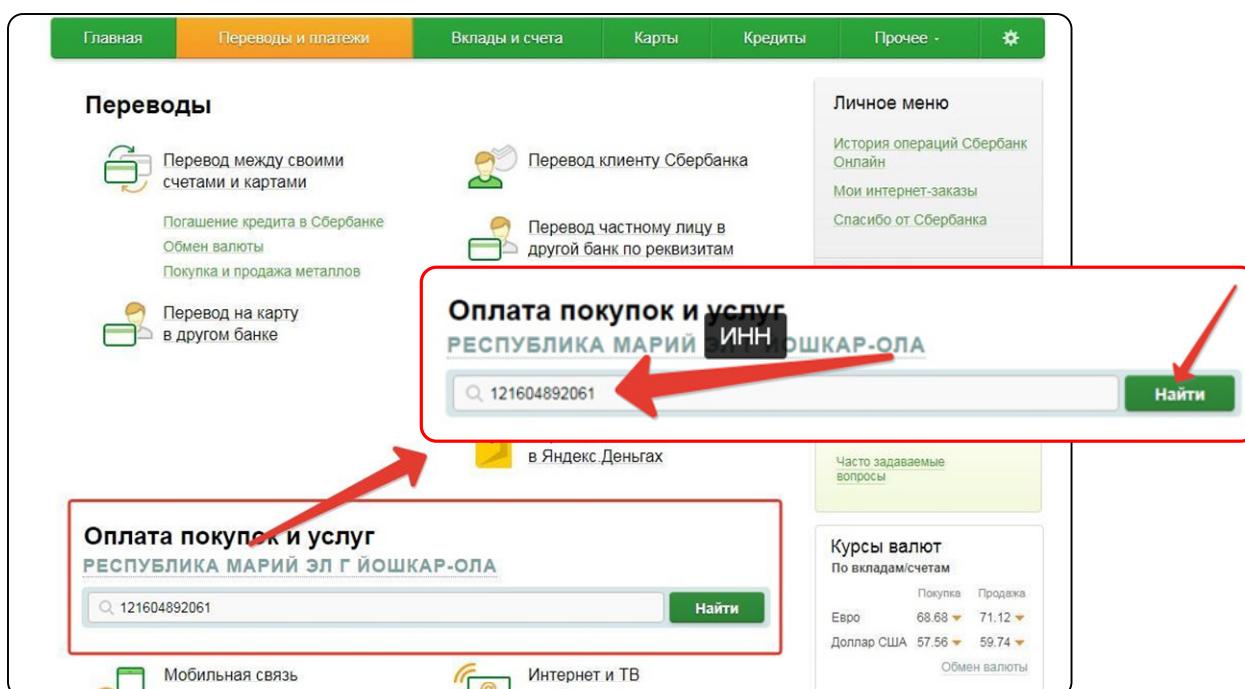 Главная Переводы и платежи Вклады и счета Карты Кредиты Прочее -
Переводы
Перевод между своими
счетами и картами
Погашение кредита в Сбербанке
Обмен валюты
Покупка и продажа металлов
Перевод на карту
в другом банке
Перевод клиенту Сбербанка
Перевод частному лицу в
другой банк по реквизитам
Личное меню
История операций Сбербанк
Онлайн
Мои интернет-заказы
Спасибо от Сбербанка
Оплата покупок и услуг
РЕСПУБЛИКА МАРИЙ ЭЛ Г ЙОШКАР-ОЛА
ИНН
121604892061
Найти
в Яндекс.Деньгах
Часто задаваемые
вопросы
Оплата покупок и услуг
РЕСПУБЛИКА МАРИЙ ЭЛ Г ЙОШКАР-ОЛА
121604892061 Найти
Мобильная связь
Интернет и ТВ
Курсы валют
По вкладам/счетам
Покупка Продажа
Евро 68.68 71.12
Доллар США 57.56 59.74
Обмен валюты